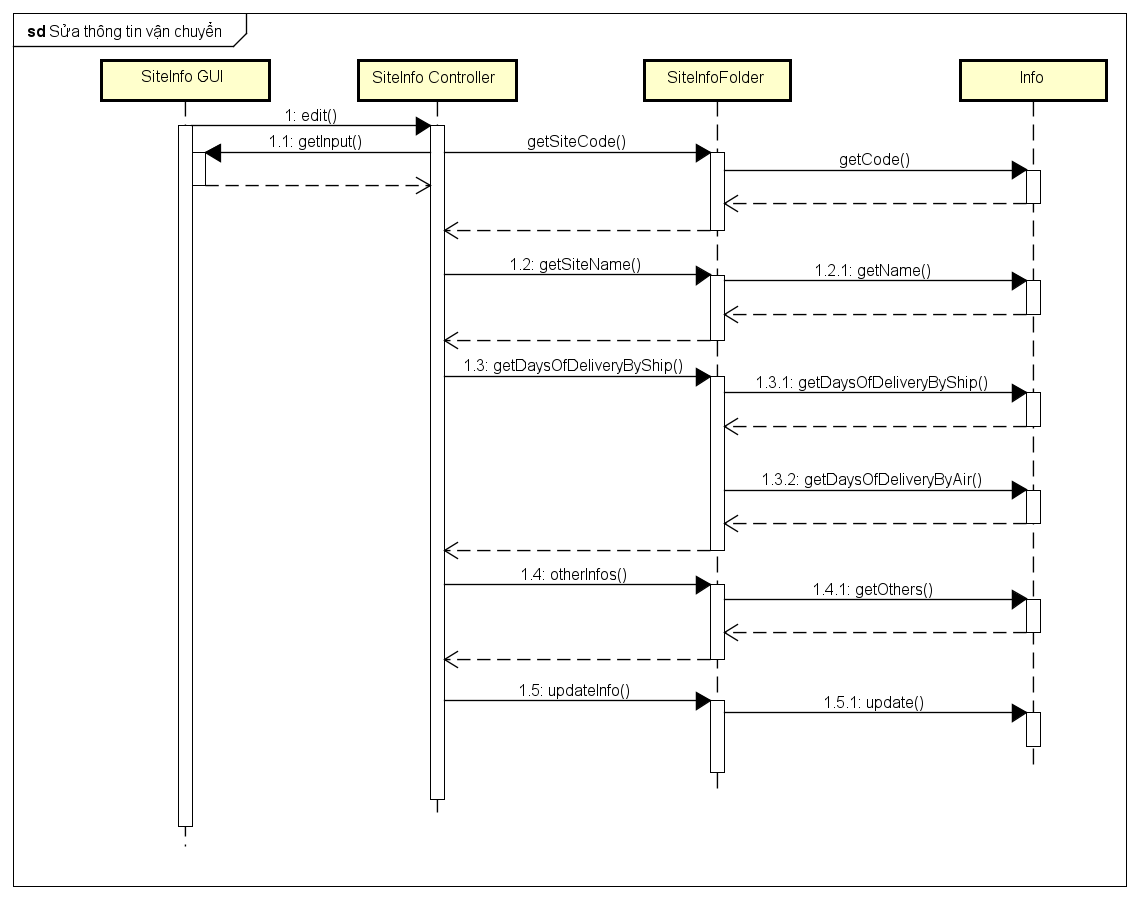 sd Sửa thông tin vận chuyển
SiteInfo GUI
SiteInfo Controller
SiteInfoFolder
Info
1: edit()
1.1: getInput()
getSiteCode()
getCode()
1.2: getSiteName()
1.2.1: getName()
1.3: getDaysOfDeliveryByShip()
1.3.1: getDaysOfDeliveryByShip()
1.3.2: getDaysOfDeliveryByAir()
1.4: otherInfos()
1.4.1: getOthers()
1.5: updateInfo()
1.5.1: update()